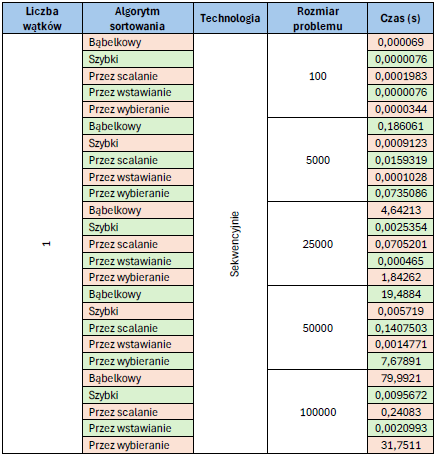 Liczba wątków | Algorytm sortowania | Technologia | Rozmiar problemu | Czas (s)
1 | Bąbelkowy | Sekwencyjnie | 100 | 0,000069
Szybki | 0,0000076
Przez scalanie | 0,0001983
Przez wstawianie | 0,0000076
Przez wybieranie | 0,0000344
Bąbelkowy | 5000 | 0,186061
Szybki | 0,0009123
Przez scalanie | 0,0159319
Przez wstawianie | 0,0001028
Przez wybieranie | 0,0735086
Bąbelkowy | 25000 | 4,64213
Szybki | 0,0025354
Przez scalanie | 0,0705201
Przez wstawianie | 0,000465
Przez wybieranie | 1,84262
Bąbelkowy | 50000 | 19,4884
Szybki | 0,005719
Przez scalanie | 0,1407503
Przez wstawianie | 0,0014771
Przez wybieranie | 7,67891
Bąbelkowy | 100000 | 79,9921
Szybki | 0,0095672
Przez scalanie | 0,24083
Przez wstawianie | 0,0020993
Przez wybieranie | 31,7511